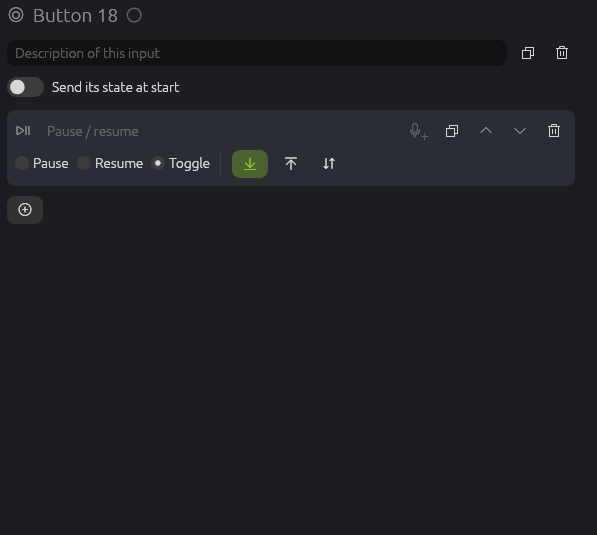 Button 18
Description of this input
Send its state at start
Pause / resume
Pause Resume Toggle